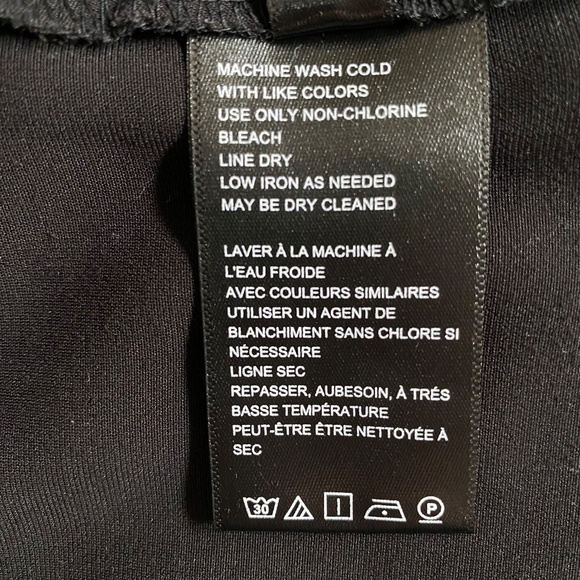 MACHINE WASH COLD
WITH LIKE COLORS
USE ONLY NON-CHLORINE
BLEACH
LINE DRY
LOW IRON AS NEEDED
MAY BE DRY CLEANED
LAVER À LA MACHINE À
L'EAU FROIDE
AVEC COULEURS SIMILAIRES
UTILISER UN AGENT DE
BLANCHIMENT SANS CHLORE SI
NÉCESSAIRE
LIGNE SEC
REPASSER, AUBESOIN, À TRÉS
BASSE TEMPÉRATURE
PEUT-ÊTRE ÊTRE NETTOYÉE À
SEC
30 P